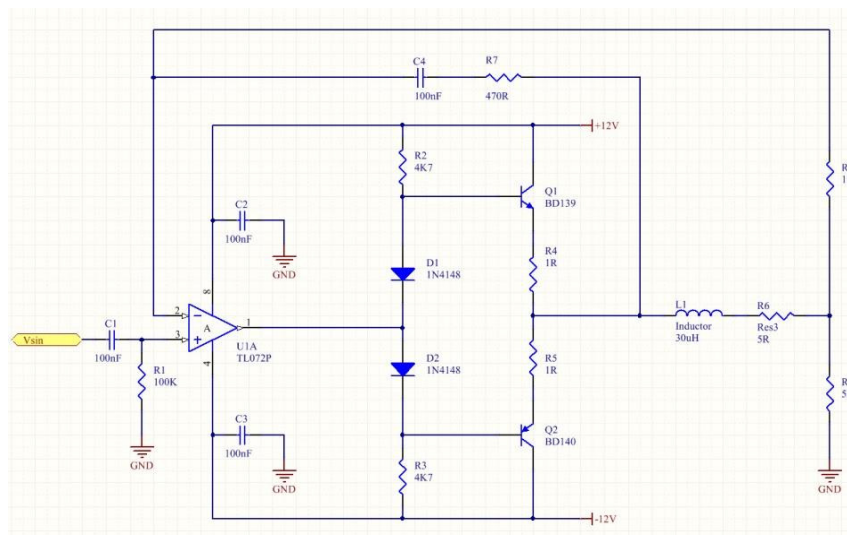 C4
100nF
R7
470R
+12V
R2
4K7
Q1
BD139
C2
100nF
GND
R4
1R
D1
1N4148
8
2
3
A
1
U1A
TL072P
4
Vsin
C1
100nF
R1
100K
GND
L1
Inductor
30uH
R6
Res3
5R
D2
1N4148
R5
1R
C3
100nF
GND
Q2
BD140
R3
4K7
GND
-12V